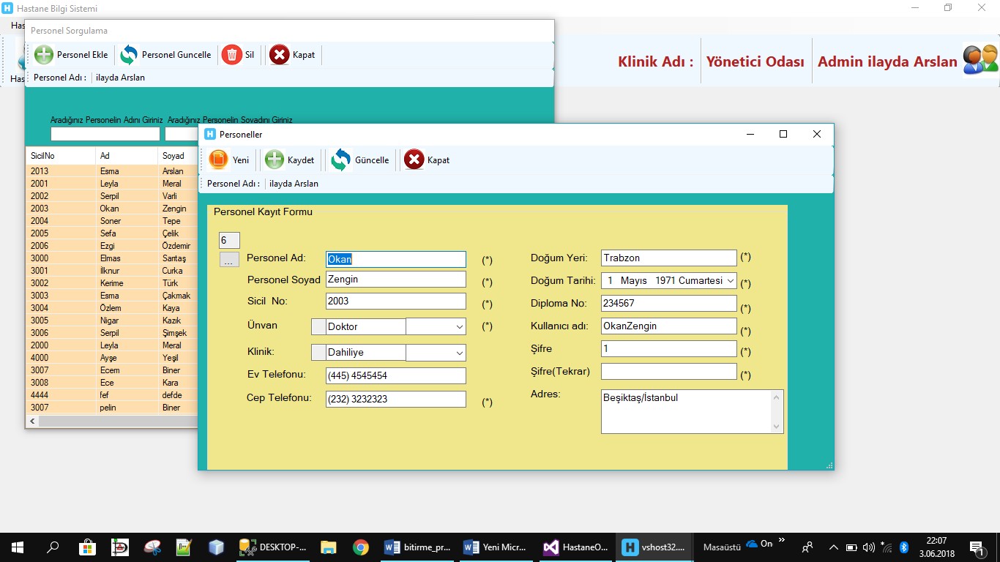 Hastane Bilgi Sistemi
Has
Personel Sorgulama
Personel Ekle Personel Guncelle Sil Kapat
Has
Personel Adı : ilayda Arslan
Klinik Adı : Yönetici Odası Admin ilayda Arslan
Aradığınız Personelin Adını Giriniz Aradığınız Personelin Soyadını Giriniz
SicilNo Ad Soyad
2013 Esma Arslan
2001 Leyla Meral
2002 Serpil Varli
2003 Okan Zengin
2004 Soner Tepe
2005 Sefa Çelik
2006 Ezgi Özdemir
3000 Elmas Sarıtaş
3001 İlknur Curka
3002 Kerime Türk
3003 Esma Çakmak
3004 Özlem Kaya
3005 Nigar Kazık
3006 Serpil Şimşek
2000 Leyla Meral
4000 Ayşe Yeşil
3007 Ecem Biner
3008 Ece Kara
4444 fef defde
3007 pelin Biner
Personeller
Yeni Kaydet Güncelle Kapat
Personel Adı : ilayda Arslan
Personel Kayıt Formu
6
...
Personel Ad: Okan (*)
Personel Soyad Zengin (*)
Sicil No: 2003 (*)
Ünvan Doktor (*)
Klinik: Dahiliye
Ev Telefonu: (445) 4545454
Cep Telefonu: (232) 3232323 (*)
Doğum Yeri: Trabzon (*)
Doğum Tarihi: 1 Mayıs 1971 Cumartesi (*)
Diploma No: 234567 (*)
Kullanıcı adı: OkanZengin (*)
Şifre 1 (*)
Şifre(Tekrar) (*)
Adres: Beşiktaş/İstanbul
DESKTOP-... bitirme_pr... Yeni Micr... HastaneO... vshost32.... Masaüstü On 22:07
3.06.2018
1